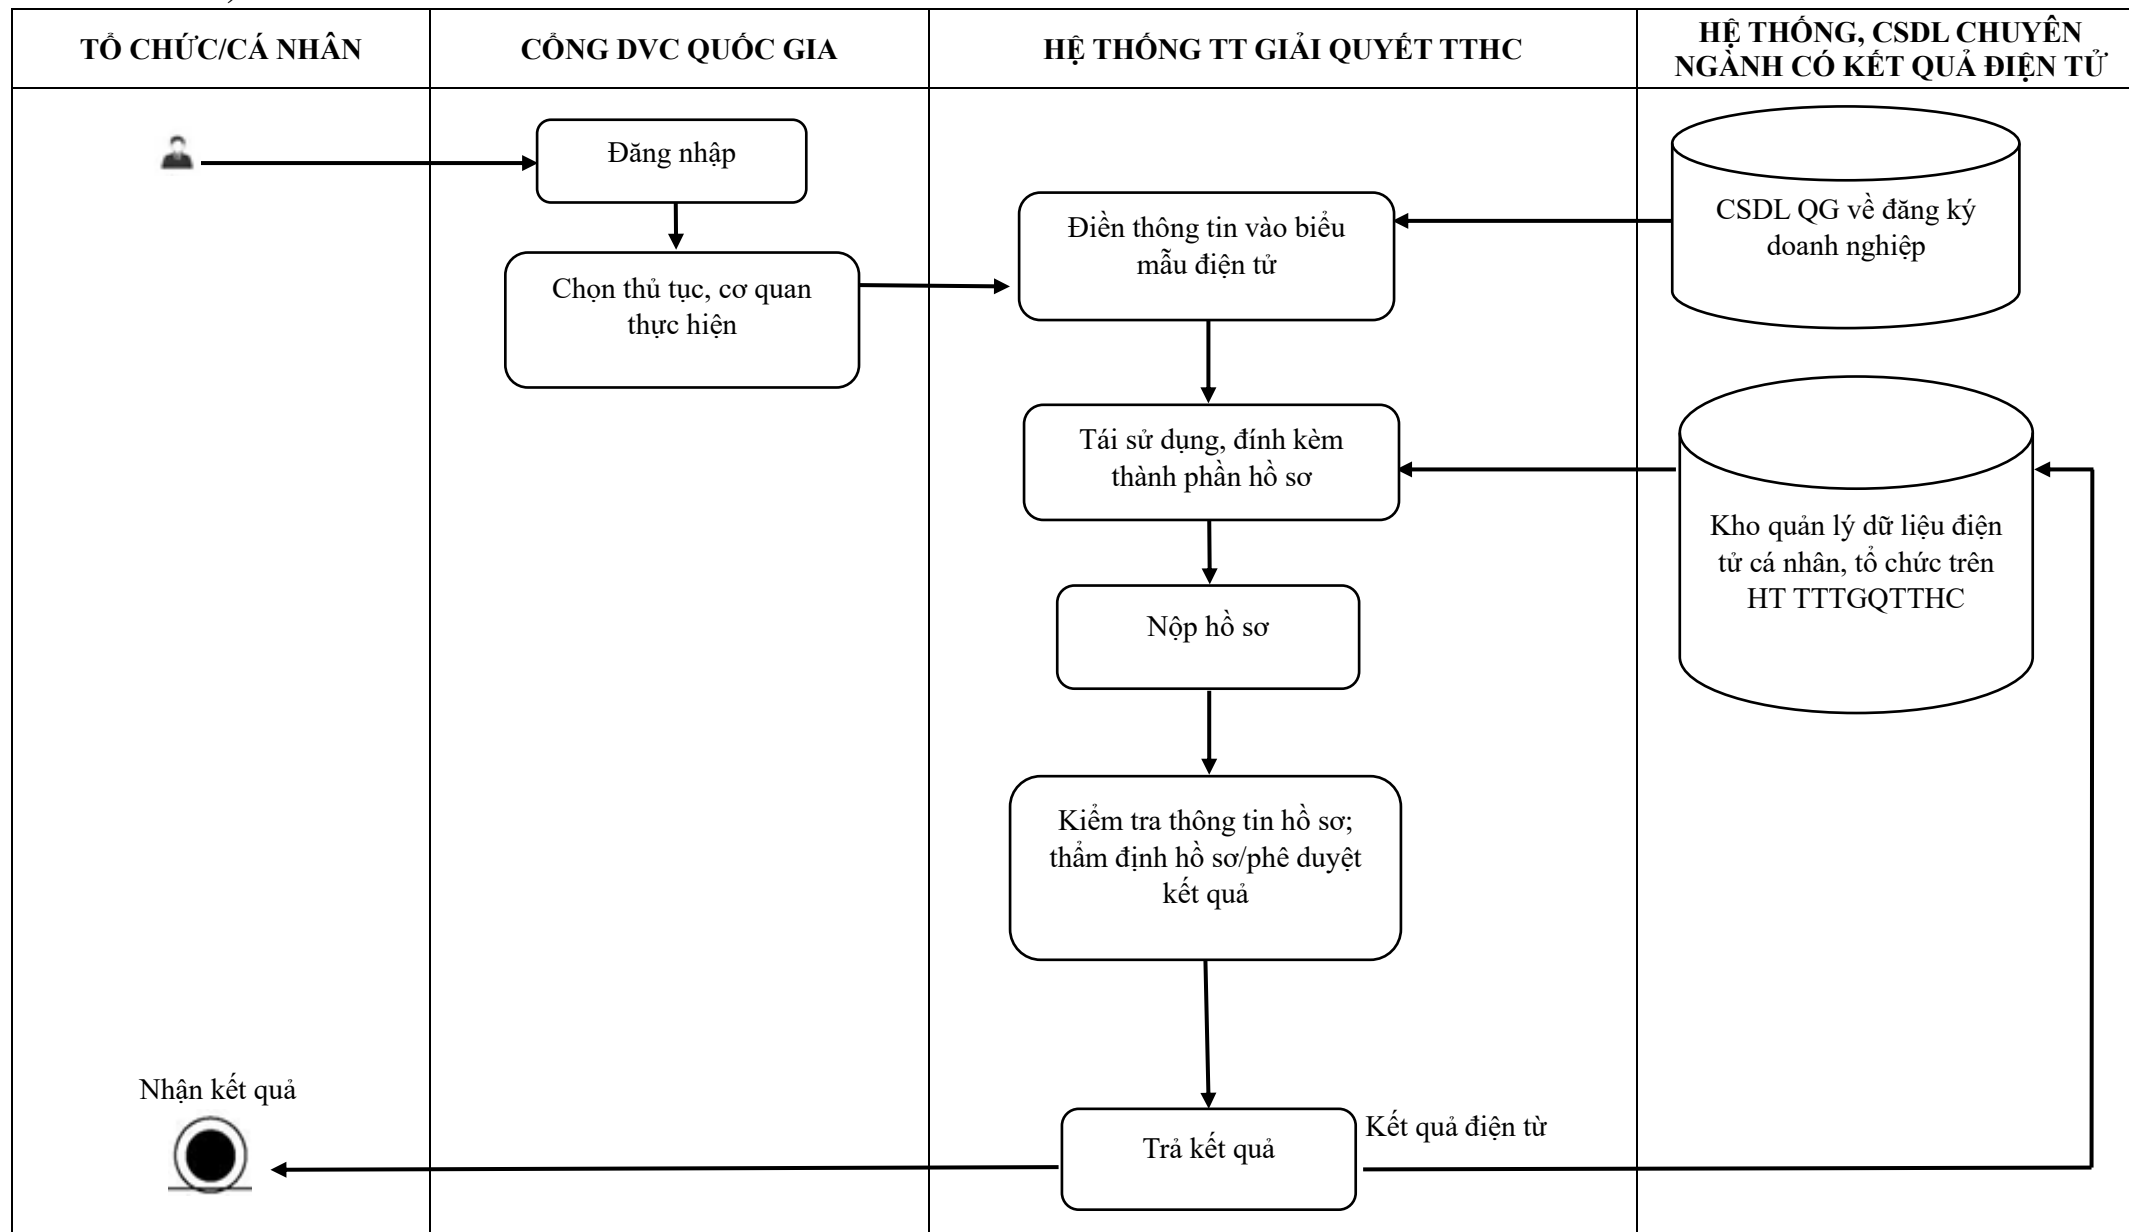 TỔ CHỨC/CÁ NHÂN
CỔNG DVC QUỐC GIA
HỆ THỐNG TT GIẢI QUYẾT TTHC
HỆ THỐNG, CSDL CHUYÊN
NGÀNH CÓ KẾT QUẢ ĐIỆN TỬ
Đăng nhập
Chọn thủ tục, cơ quan
thực hiện
Điền thông tin vào biểu
mẫu điện tử
CSDL QG về đăng ký
doanh nghiệp
Tái sử dụng, đính kèm
thành phần hồ sơ
Kho quản lý dữ liệu điện
tử cá nhân, tổ chức trên
HT TTTGQTTHC
Nộp hồ sơ
Kiểm tra thông tin hồ sơ;
thẩm định hồ sơ/phê duyệt
kết quả
Nhận kết quả
Trả kết quả
Kết quả điện từ